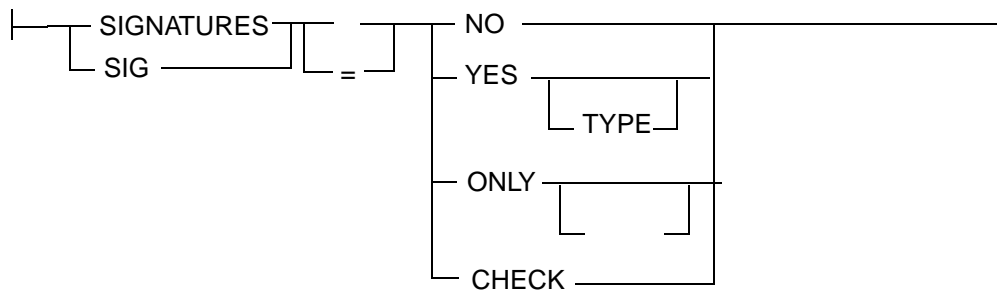 SIGNATURES NO
SIG =
YES
TYPE
ONLY
CHECK